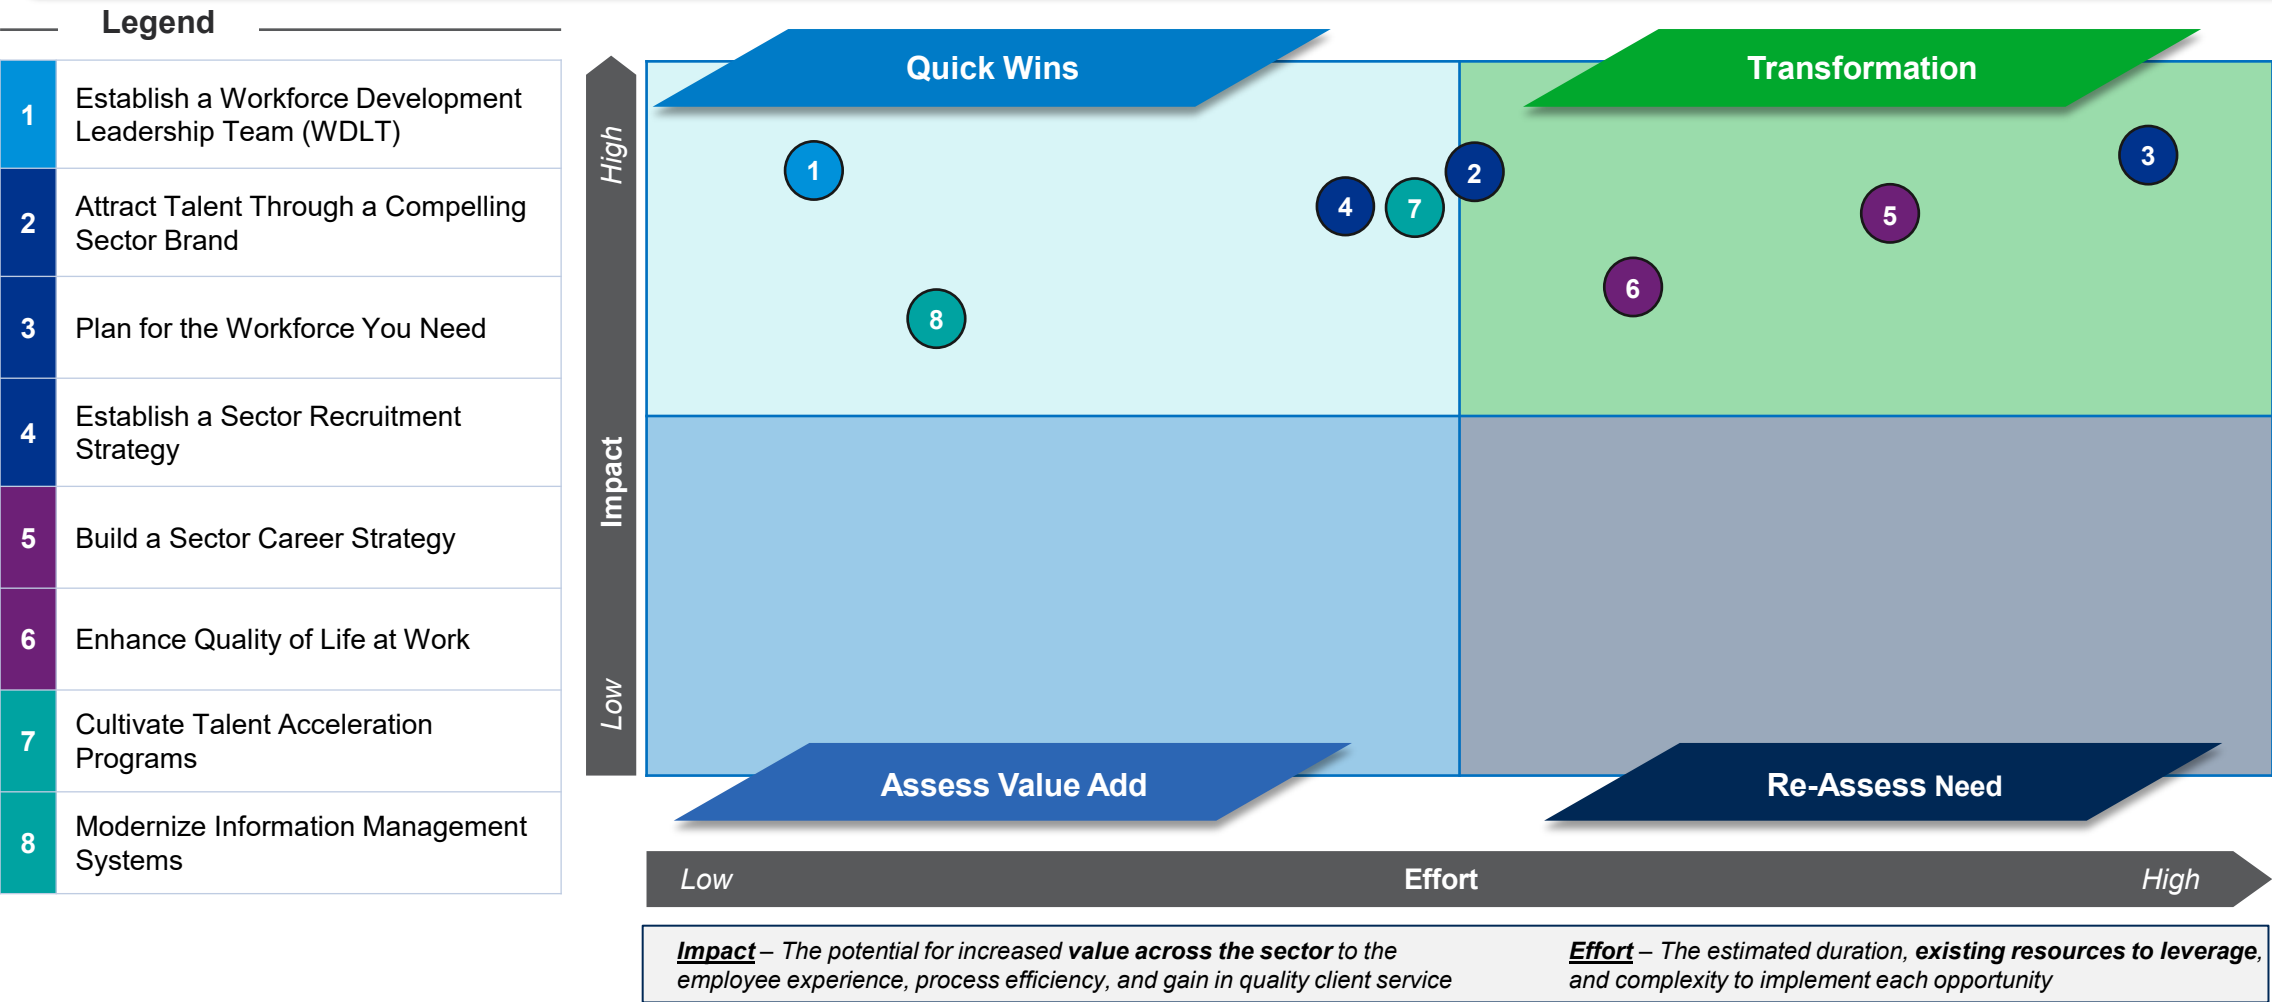 Legend
1
Establish a Workforce Development
Leadership Team (WDLT)
2
Attract Talent Through a Compelling
Sector Brand
3
Plan for the Workforce You Need
4
Establish a Sector Recruitment
Strategy
5
Build a Sector Career Strategy
6
Enhance Quality of Life at Work
7
Cultivate Talent Acceleration
Programs
8
Modernize Information Management
Systems
High
Impact
Low
Quick Wins
Transformation
1
2
3
4
7
5
6
8
Assess Value Add
Re-Assess Need
Low
Effort
High
Impact – The potential for increased value across the sector to the
employee experience, process efficiency, and gain in quality client service
Effort – The estimated duration, existing resources to leverage,
and complexity to implement each opportunity